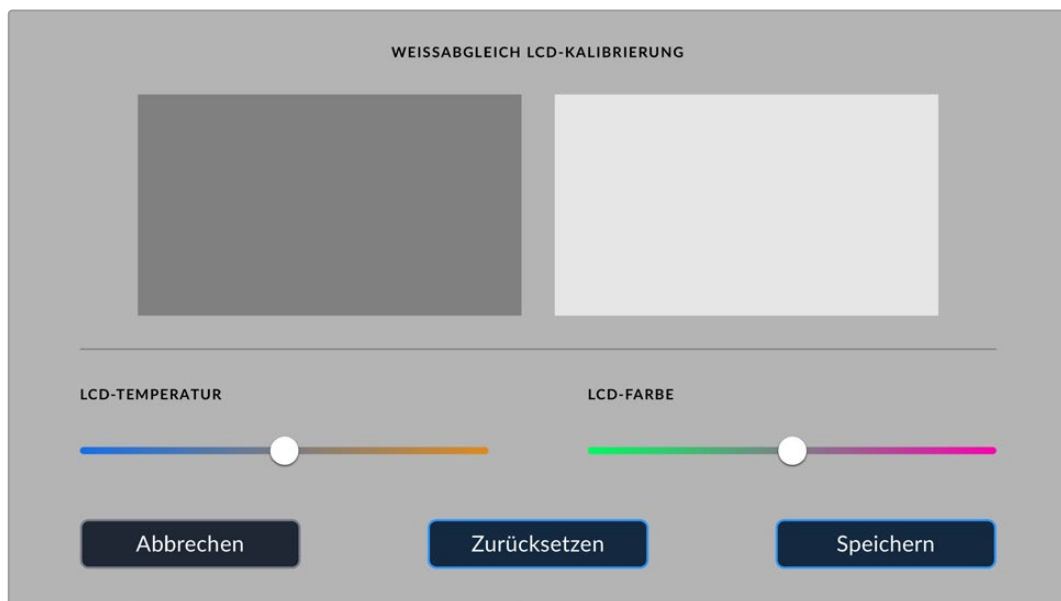 WEISSABGLEICH LCD-KALIBRIERUNG
LCD-TEMPERATUR
LCD-FARBE
Abbrechen
Zurücksetzen
Speichern